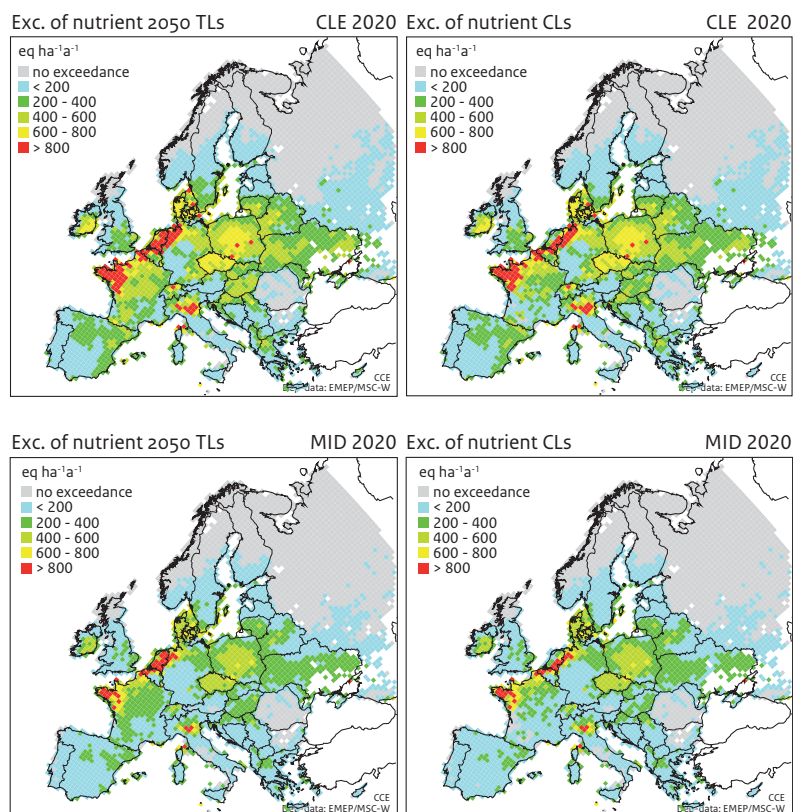 Exc. of nutrient 2050 TLs CLE 2020
eq ha⁻¹a⁻¹
no exceedance
< 200
200 - 400
400 - 600
600 - 800
> 800
CCE
Dep. data: EMEP/MSC-W
Exc. of nutrient CLs CLE 2020
eq ha⁻¹a⁻¹
no exceedance
< 200
200 - 400
400 - 600
600 - 800
> 800
CCE
Dep. data: EMEP/MSC-W
Exc. of nutrient 2050 TLs MID 2020
eq ha⁻¹a⁻¹
no exceedance
< 200
200 - 400
400 - 600
600 - 800
> 800
CCE
Dep. data: EMEP/MSC-W
Exc. of nutrient CLs MID 2020
eq ha⁻¹a⁻¹
no exceedance
< 200
200 - 400
400 - 600
600 - 800
> 800
CCE
Dep. data: EMEP/MSC-W